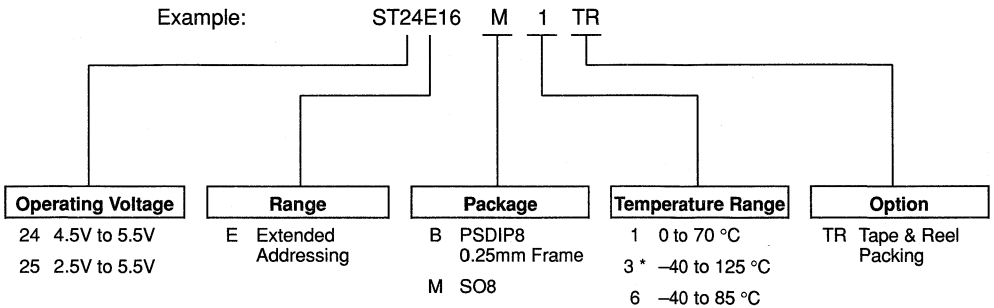 Example: ST24E16 M 1 TR
Operating Voltage
24 4.5V to 5.5V
25 2.5V to 5.5V
Range
E Extended
Addressing
Package
B PSDIP8
0.25mm Frame
M SO8
Temperature Range
1 0 to 70 °C
3 * –40 to 125 °C
6 –40 to 85 °C
Option
TR Tape & Reel
Packing